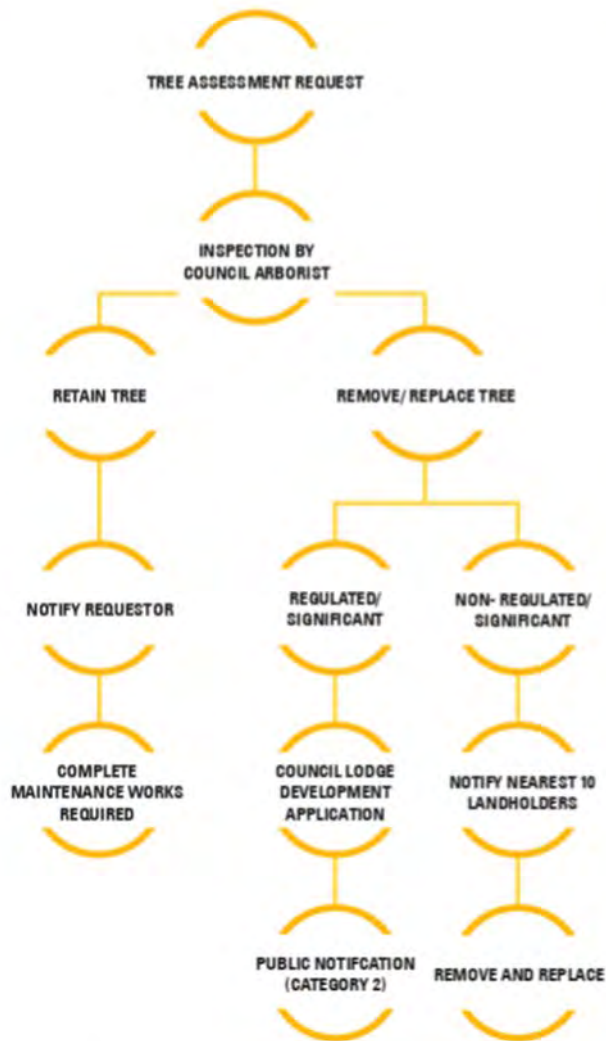 TREE ASSESSMENT REQUEST
INSPECTION BY
COUNCIL ARBORIST
RETAIN TREE
REMOVE/ REPLACE TREE
NOTIFY REQUESTOR
REGULATED/
SIGNIFICANT
NON- REGULATED/
SIGNIFICANT
COMPLETE
MAINTENANCE WORKS
REQUIRED
COUNCIL LODGE
DEVELOPMENT
APPLICATION
NOTIFY NEAREST 10
LANDHOLDERS
PUBLIC NOTIFCATION
(CATEGORY 2)
REMOVE AND REPLACE